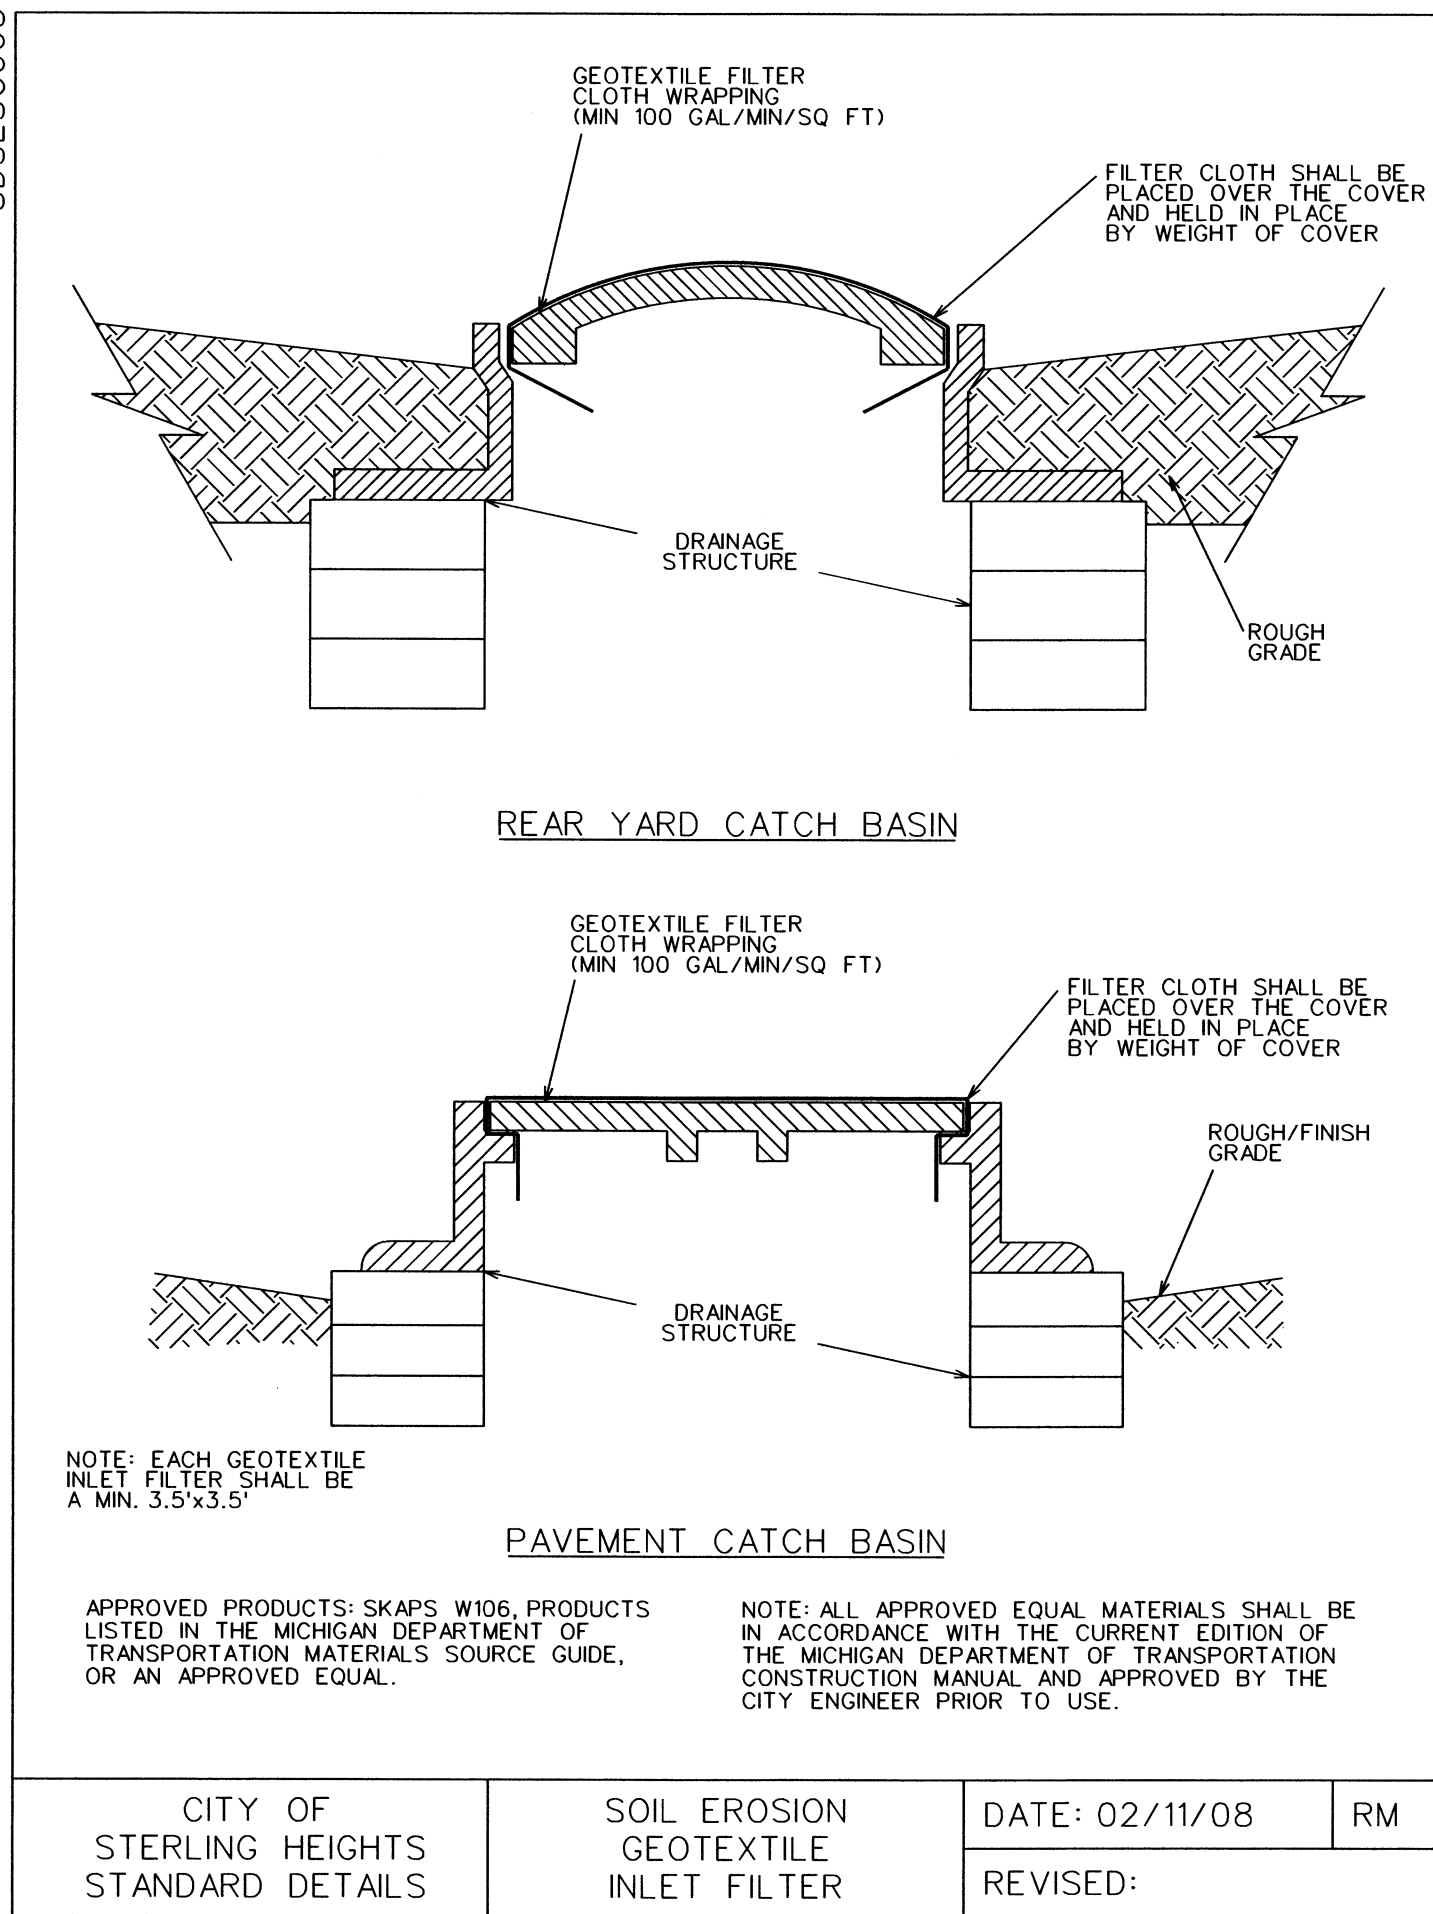 GEOTEXTILE FILTER
CLOTH WRAPPING
(MIN 100 GAL/MIN/SQ FT)
FILTER CLOTH SHALL BE
PLACED OVER THE COVER
AND HELD IN PLACE
BY WEIGHT OF COVER
DRAINAGE
STRUCTURE
ROUGH
GRADE
REAR YARD CATCH BASIN
GEOTEXTILE FILTER
CLOTH WRAPPING
(MIN 100 GAL/MIN/SQ FT)
FILTER CLOTH SHALL BE
PLACED OVER THE COVER
AND HELD IN PLACE
BY WEIGHT OF COVER
ROUGH/FINISH
GRADE
DRAINAGE
STRUCTURE
NOTE: EACH GEOTEXTILE
INLET FILTER SHALL BE
A MIN. 3.5'x3.5'
PAVEMENT CATCH BASIN
APPROVED PRODUCTS: SKAPS W106, PRODUCTS
LISTED IN THE MICHIGAN DEPARTMENT OF
TRANSPORTATION MATERIALS SOURCE GUIDE,
OR AN APPROVED EQUAL.
NOTE: ALL APPROVED EQUAL MATERIALS SHALL BE
IN ACCORDANCE WITH THE CURRENT EDITION OF
THE MICHIGAN DEPARTMENT OF TRANSPORTATION
CONSTRUCTION MANUAL AND APPROVED BY THE
CITY ENGINEER PRIOR TO USE.
CITY OF
STERLING HEIGHTS
STANDARD DETAILS
SOIL EROSION
GEOTEXTILE
INLET FILTER
DATE: 02/11/08
RM
REVISED: